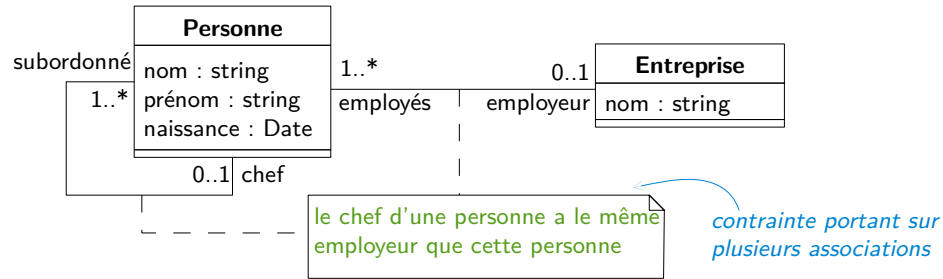 Personne
nom : string
prénom : string
naissance : Date
subordonné
1..*
0..1 chef
1..*
employés
0..1
employeur
Entreprise
nom : string
le chef d'une personne a le même
employeur que cette personne
contrainte portant sur
plusieurs associations